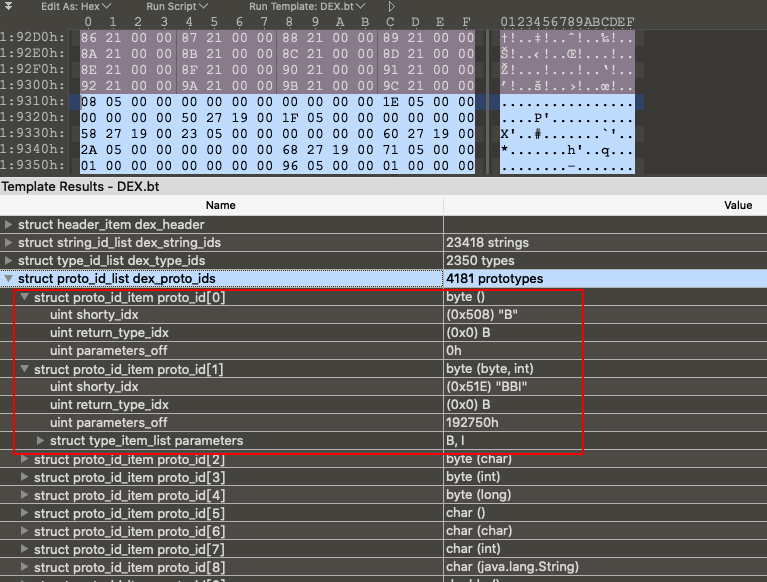 Edit As: Hex Run Script Run Template: DEX.bt
0 1 2 3 4 5 6 7 8 9 A B C D E F 0123456789ABCDEF
1:92D0h: 86 21 00 00 87 21 00 00 88 21 00 00 89 21 00 00 †!..‡!..ˆ!..‰!..
1:92E0h: 8A 21 00 00 8B 21 00 00 8C 21 00 00 8D 21 00 00 Š!..‹!..Œ!...!..
1:92F0h: 8E 21 00 00 8F 21 00 00 90 21 00 00 91 21 00 00 Ž!...!...!..‘!..
1:9300h: 92 21 00 00 9A 21 00 00 9B 21 00 00 9C 21 00 00 ’!..š!..›!..œ!..
1:9310h: 08 05 00 00 00 00 00 00 00 00 00 00 1E 05 00 00 ................
1:9320h: 00 00 00 00 50 27 19 00 1F 05 00 00 00 00 00 00 ....P'..........
1:9330h: 58 27 19 00 23 05 00 00 00 00 00 00 60 27 19 00 X'..#.......`'..
1:9340h: 2A 05 00 00 00 00 00 00 68 27 19 00 71 05 00 00 *.......h'..q...
1:9350h: 01 00 00 00 00 00 00 00 96 05 00 00 01 00 00 00 ........–.......
Template Results - DEX.bt
Name Value
struct header_item dex_header
struct string_id_list dex_string_ids 23418 strings
struct type_id_list dex_type_ids 2350 types
struct proto_id_list dex_proto_ids 4181 prototypes
struct proto_id_item proto_id[0] byte ()
uint shorty_idx (0x508) "B"
uint return_type_idx (0x0) B
uint parameters_off 0h
struct proto_id_item proto_id[1] byte (byte, int)
uint shorty_idx (0x51E) "BBI"
uint return_type_idx (0x0) B
uint parameters_off 192750h
struct type_item_list parameters B, I
struct proto_id_item proto_id[2] byte (char)
struct proto_id_item proto_id[3] byte (int)
struct proto_id_item proto_id[4] byte (long)
struct proto_id_item proto_id[5] char ()
struct proto_id_item proto_id[6] char (char)
struct proto_id_item proto_id[7] char (int)
struct proto_id_item proto_id[8] char (java.lang.String)